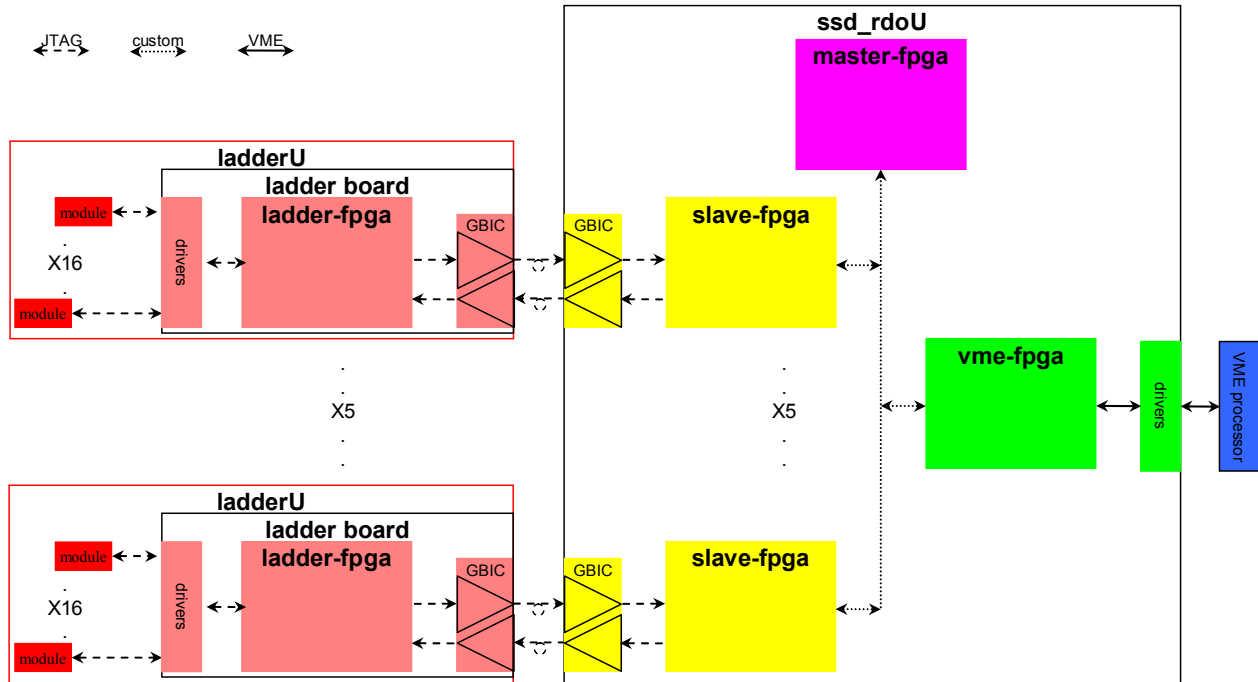 JTAG
custom
VME
ssd_rdoU
master-fpga
ladderU
ladder board
ladder-fpga
module
X16
module
drivers
GBIC
GBIC
slave-fpga
X5
X5
vme-fpga
drivers
VME processor
ladderU
ladder board
ladder-fpga
module
X16
module
drivers
GBIC
GBIC
slave-fpga